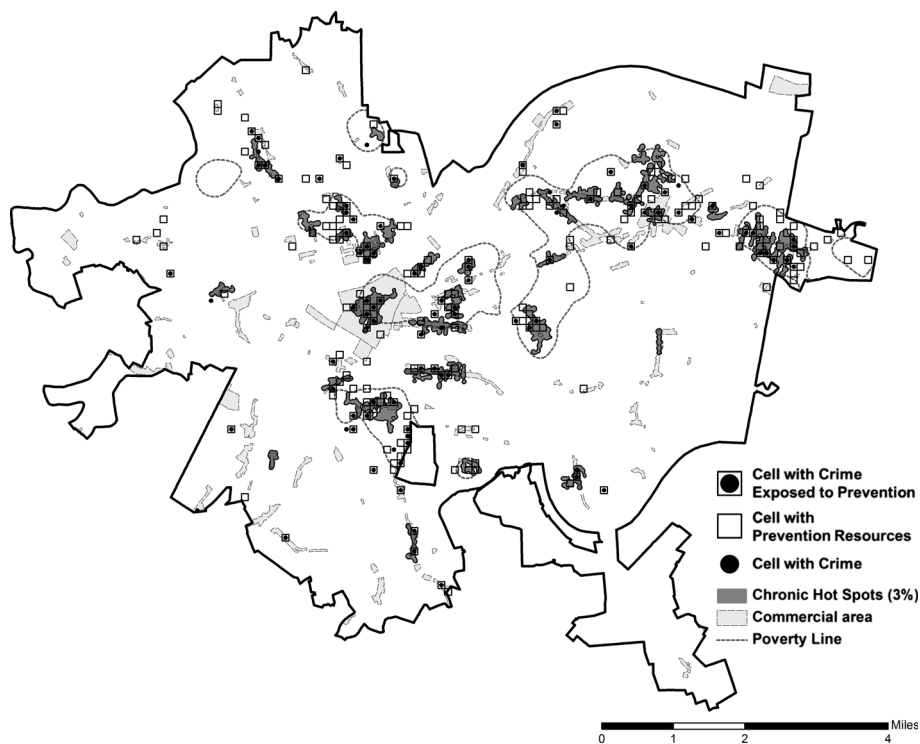 Cell with Crime
Exposed to Prevention
Cell with
Prevention Resources
Cell with Crime
Chronic Hot Spots (3%)
Commercial area
Poverty Line
Miles
0 1 2 4